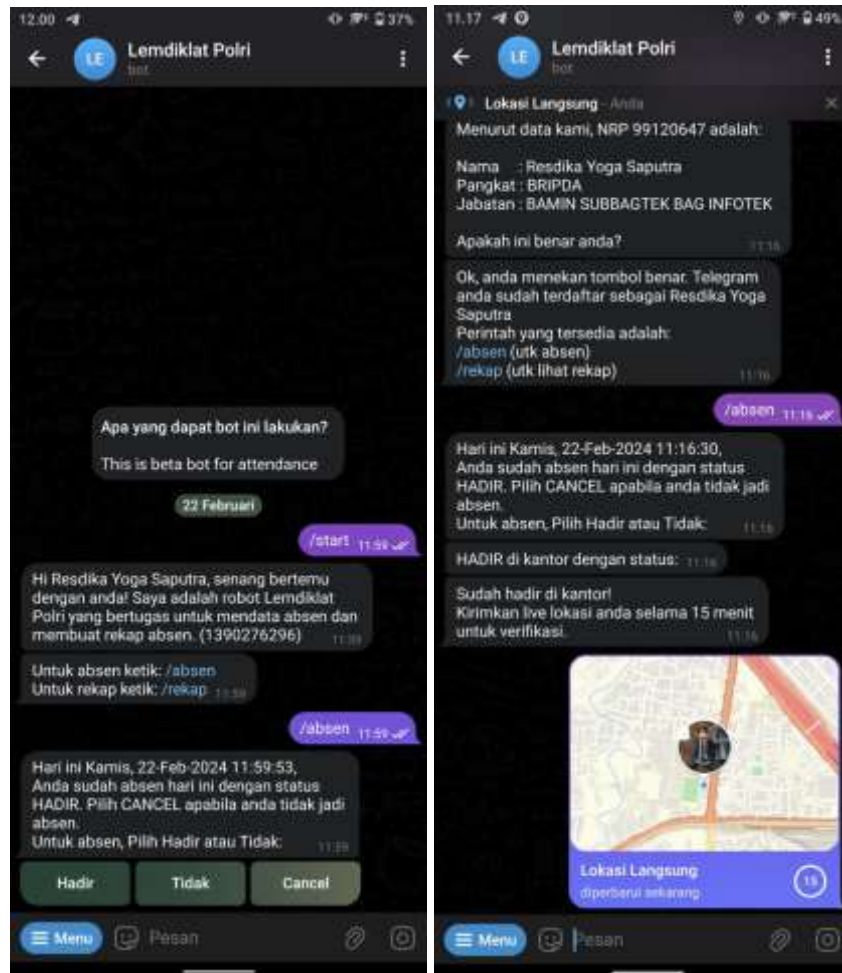 12.00
37%
Lemdiklat Polri
LE
bot
Apa yang dapat bot ini lakukan?
This is beta bot for attendance
22 Februari
/start 11:59
Hi Resdika Yoga Saputra, senang bertemu
dengan anda! Saya adalah robot Lemdiklat
Polri yang bertugas untuk mendata absen dan
membuat rekap absen. (1390276296) 11:59
Untuk absen ketik: /absen
Untuk rekap ketik: /rekap 11:59
/absen 11:59
Hari ini Kamis, 22-Feb-2024 11:59:53,
Anda sudah absen hari ini dengan status
HADIR. Pilih CANCEL apabila anda tidak jadi
absen.
Untuk absen, Pilih Hadir atau Tidak: 11:59
Hadir Tidak Cancel
Menu Pesan
11.17
49%
Lemdiklat Polri
LE
bot
Lokasi Langsung - Anda
Menurut data kami, NRP 99120647 adalah:
Nama : Resdika Yoga Saputra
Pangkat : BRIPDA
Jabatan : BAMIN SUBBAGTEK BAG INFOTEK
Apakah ini benar anda? 11:16
Ok, anda menekan tombol benar. Telegram
anda sudah terdaftar sebagai Resdika Yoga
Saputra
Perintah yang tersedia adalah:
/absen (utk absen)
/rekap (utk lihat rekap) 11:16
/absen 11:16
Hari ini Kamis, 22-Feb-2024 11:16:30,
Anda sudah absen hari ini dengan status
HADIR. Pilih CANCEL apabila anda tidak jadi
absen.
Untuk absen, Pilih Hadir atau Tidak: 11:16
HADIR di kantor dengan status: 11:16
Sudah hadir di kantor!
Kirimkan live lokasi anda selama 15 menit
untuk verifikasi. 11:16
Lokasi Langsung
diperbarui sekarang
15
Menu Pesan